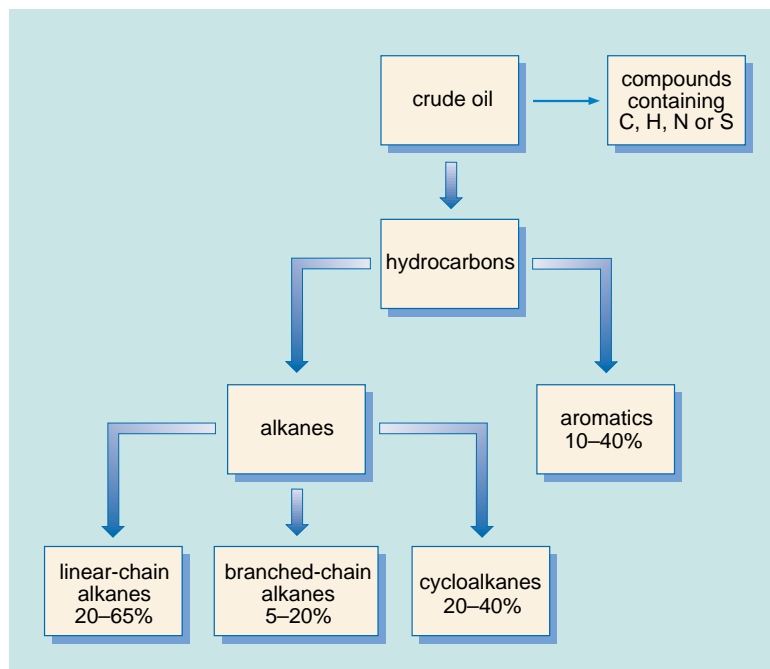 crude oil
compounds
containing
C, H, N or S
hydrocarbons
alkanes
aromatics
10–40%
linear-chain
alkanes
20–65%
branched-chain
alkanes
5–20%
cycloalkanes
20–40%